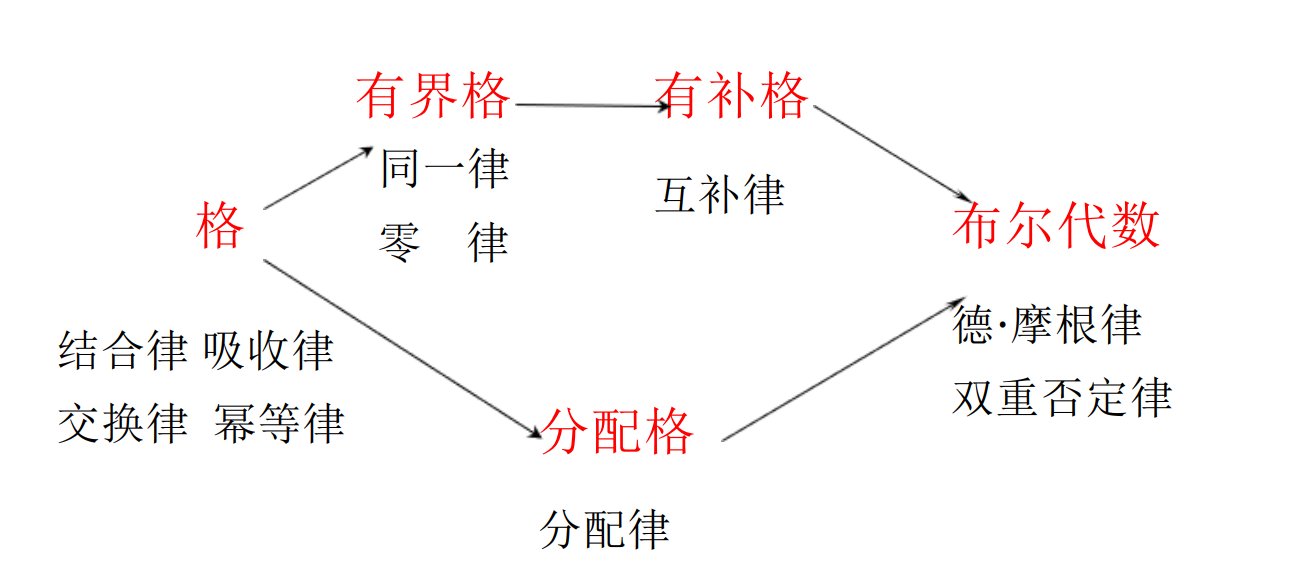 有界格
有补格
同一律
零 律
互补律
格
布尔代数
结合律 吸收律
交换律 幂等律
德·摩根律
双重否定律
分配格
分配律